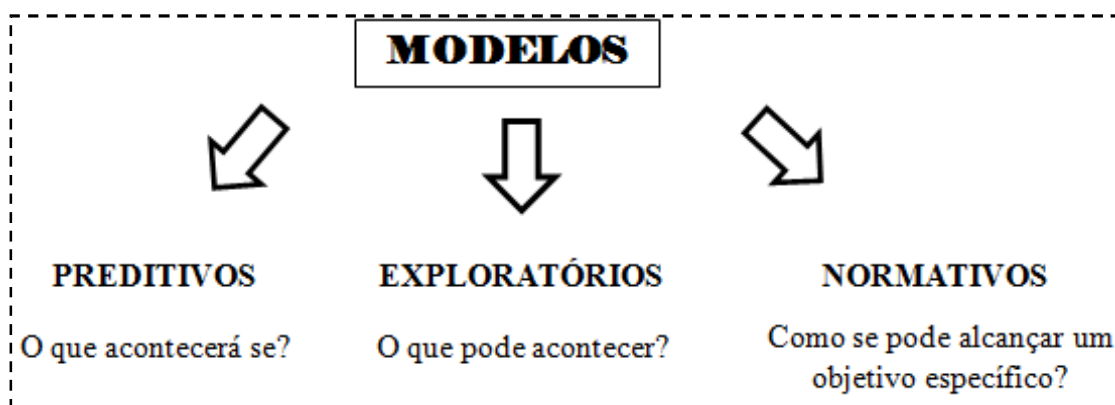 MODELOS
PREDITIVOS
EXPLORATÓRIOS
NORMATIVOS
O que acontecerá se?
O que pode acontecer?
Como se pode alcançar um
objetivo específico?